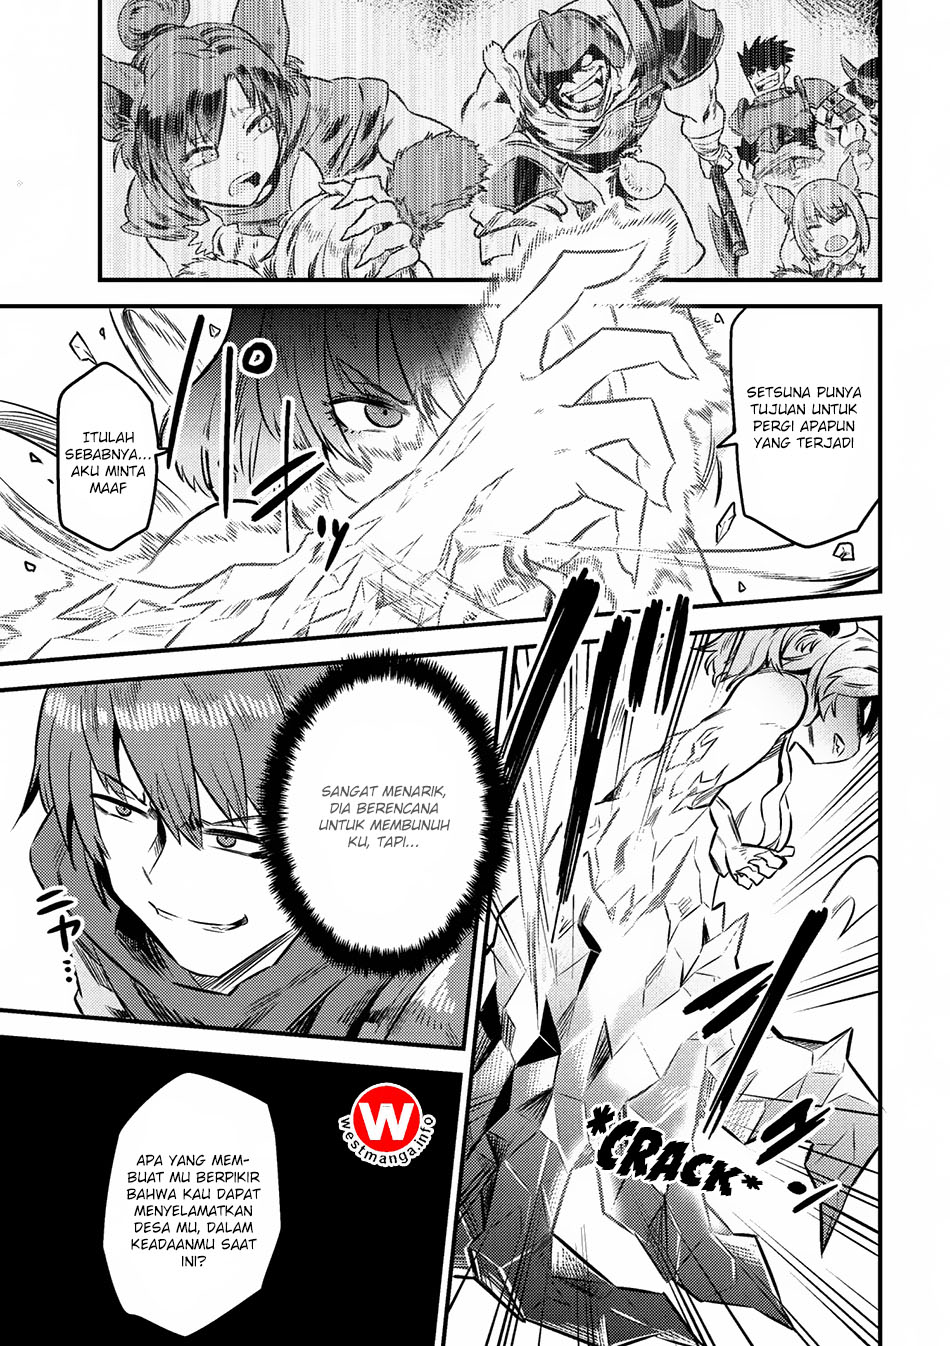 SETSUNA PUNYA
TUJUAN UNTUK
PERGI APAPUN
YANG TERJADI
ITULAH
SEBABNYA...
AKU MINTA
MAAF
SANGAT MENARIK,
DIA BERENCANA
UNTUK MEMBUNUH
KU, TAPI...
ニヤ...
*CRACK*
W
westmanga.info
APA YANG MEM-
BUAT MU BERPIKIR
BAHWA KAU DAPAT
MENYELAMATKAN
DESA MU, DALAM
KEADAANMU SAAT
INI?